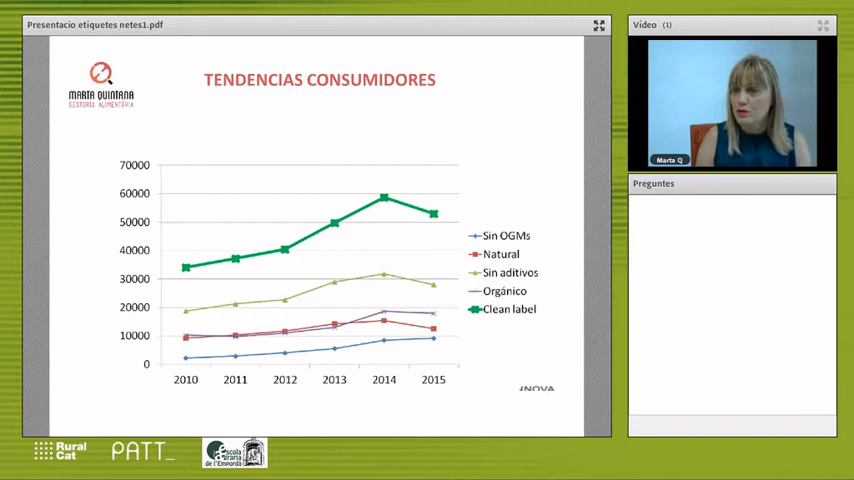 Presentacio etiquetes netes1.pdf
MARTA QUINTANA
GESTORIA ALIMENTÀRIA
TENDENCIAS CONSUMIDORES
70000
60000
50000
40000
30000
20000
10000
0
2010 2011 2012 2013 2014 2015
Sin OGMs
Natural
Sin aditivos
Orgánico
Clean label
INOVA
Vídeo (1)
Marta Q
Preguntes
Rural
Cat
PATT_
escola
agrària
de l'Empordà